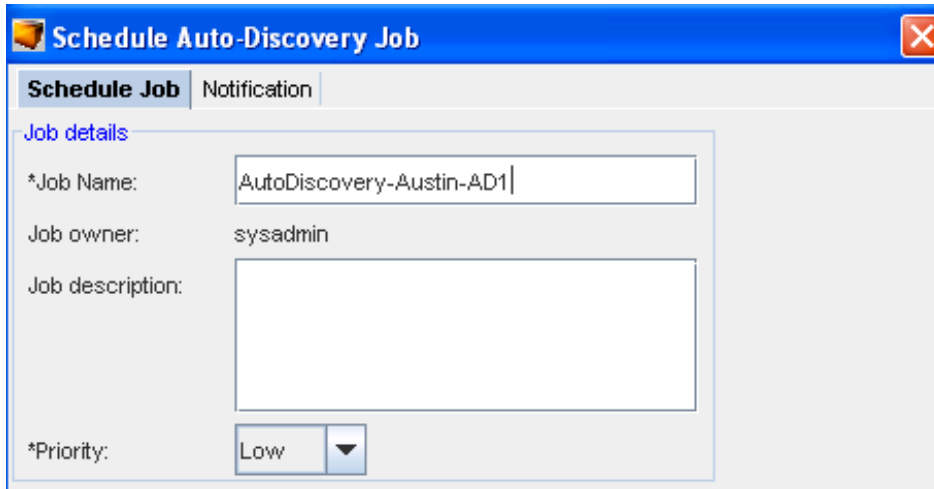 Schedule Auto-Discovery Job
Schedule Job Notification
Job details
*Job Name: AutoDiscovery-Austin-AD1
Job owner: sysadmin
Job description:
*Priority: Low